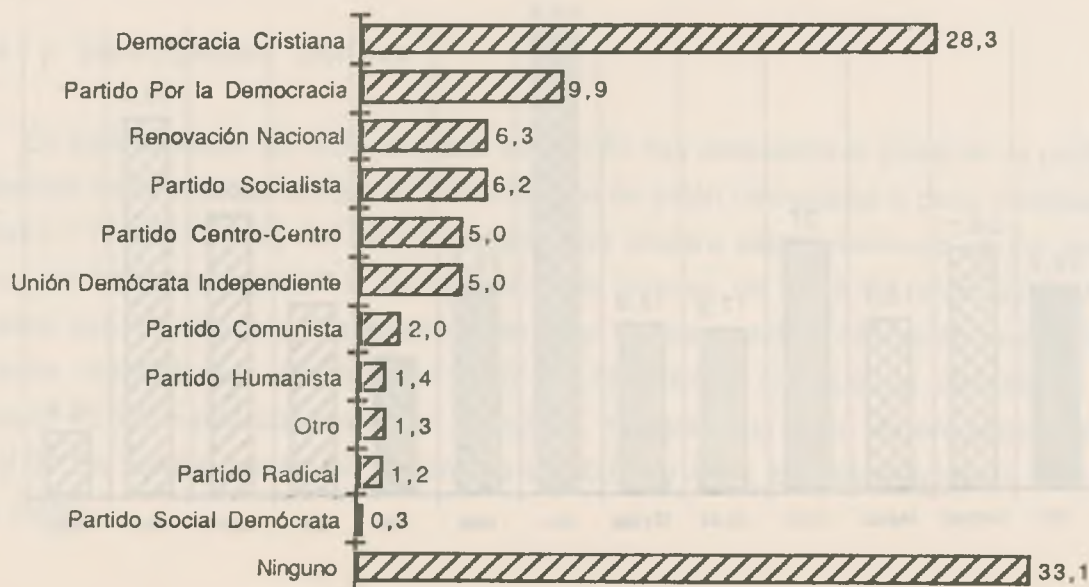 Democracia Cristiana 28,3
Partido Por la Democracia 9,9
Renovación Nacional 6,3
Partido Socialista 6,2
Partido Centro-Centro 5,0
Unión Demócrata Independiente 5,0
Partido Comunista 2,0
Partido Humanista 1,4
Otro 1,3
Partido Radical 1,2
Partido Social Demócrata 0,3
Ninguno 33,1